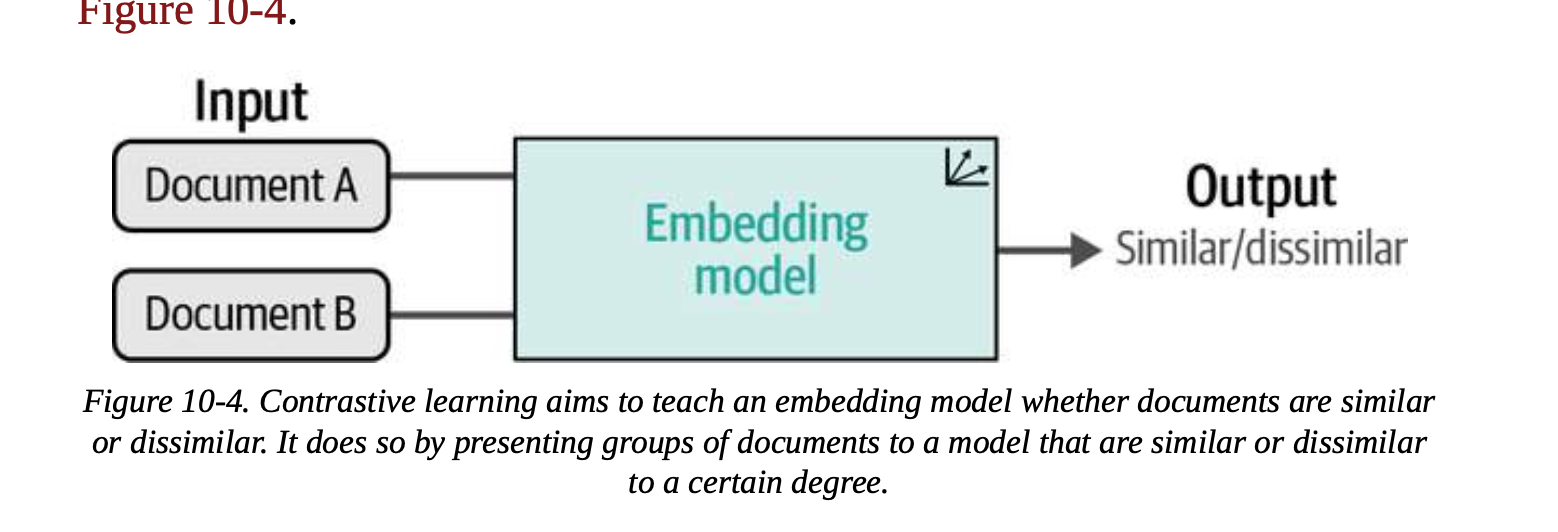 Figure 10-4.
Input
Document A
Document B
Embedding
model
Output
Similar/dissimilar
Figure 10-4. Contrastive learning aims to teach an embedding model whether documents are similar
or dissimilar. It does so by presenting groups of documents to a model that are similar or dissimilar
to a certain degree.